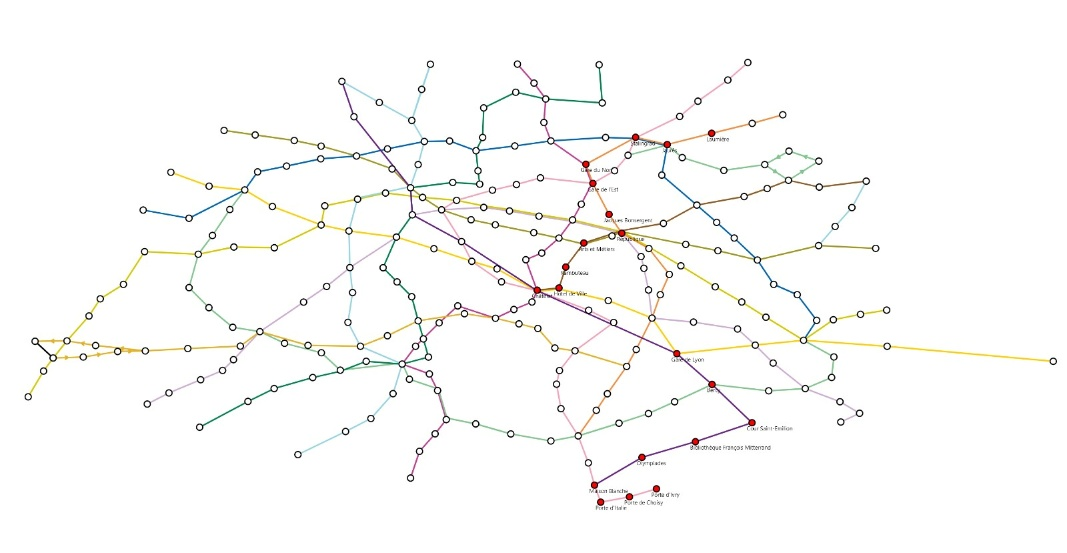 Stalingrad
Laumière
Jaurès
Gare du Nord
Gare de l'Est
Jacques Bonsergent
République
Arts et Métiers
Rambuteau
Hôtel de Ville
Châtelet
Gare de Lyon
Bercy
Cour Saint-Émilion
Bibliothèque François Mitterrand
Olympiades
Maison Blanche
Porte d'Ivry
Porte de Choisy
Porte d'Italie